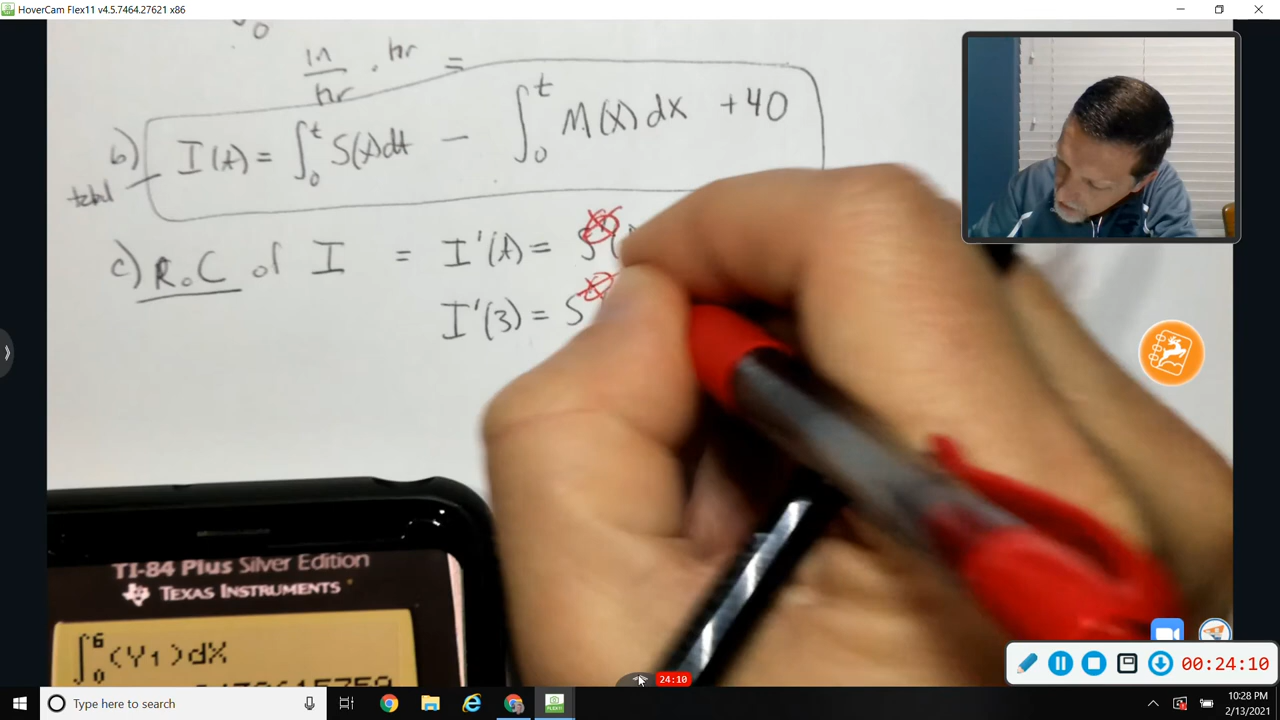 HoverCam Flex11 v4.5.7464.27621 x86
in/hr · hr =
b) I(t) = ∫₀ᵗ S(x)dt − ∫₀ᵗ M(x)dx +40
total
c) R.o.C of I = I'(t) = S
I'(3) = S
TI-84 Plus Silver Edition
TEXAS INSTRUMENTS
∫₀⁶(Y₁)dX
00:24:10
24:10
Type here to search
10:28 PM
2/13/2021